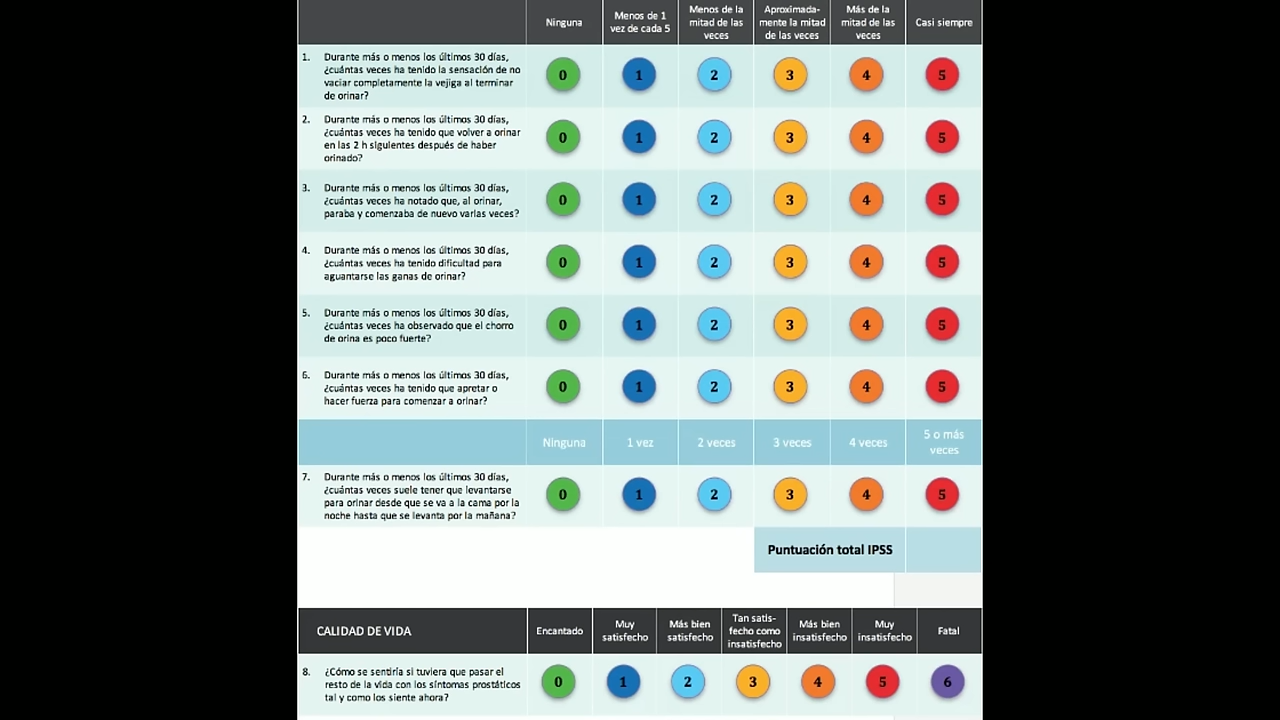 Ninguna
Menos de 1
vez de cada 5
Menos de la
mitad de las
veces
Aproximada-
mente la mitad
de las veces
Más de la
mitad de las
veces
Casi siempre
1. Durante más o menos los últimos 30 días,
¿cuántas veces ha tenido la sensación de no
vaciar completamente la vejiga al terminar
de orinar?
0 1 2 3 4 5
2. Durante más o menos los últimos 30 días,
¿cuántas veces ha tenido que volver a orinar
en las 2 h siguientes después de haber
orinado?
0 1 2 3 4 5
3. Durante más o menos los últimos 30 días,
¿cuántas veces ha notado que, al orinar,
paraba y comenzaba de nuevo varias veces?
0 1 2 3 4 5
4. Durante más o menos los últimos 30 días,
¿cuántas veces ha tenido dificultad para
aguantarse las ganas de orinar?
0 1 2 3 4 5
5. Durante más o menos los últimos 30 días,
¿cuántas veces ha observado que el chorro
de orina es poco fuerte?
0 1 2 3 4 5
6. Durante más o menos los últimos 30 días,
¿cuántas veces ha tenido que apretar o
hacer fuerza para comenzar a orinar?
0 1 2 3 4 5
Ninguna
1 vez
2 veces
3 veces
4 veces
5 o más
veces
7. Durante más o menos los últimos 30 días,
¿cuántas veces suele tener que levantarse
para orinar desde que se va a la cama por la
noche hasta que se levanta por la mañana?
0 1 2 3 4 5
Puntuación total IPSS
CALIDAD DE VIDA
Encantado
Muy
satisfecho
Más bien
satisfecho
Tan satis-
fecho como
insatisfecho
Más bien
insatisfecho
Muy
insatisfecho
Fatal
8. ¿Cómo se sentiría si tuviera que pasar el
resto de la vida con los síntomas prostáticos
tal y como los siente ahora?
0 1 2 3 4 5 6